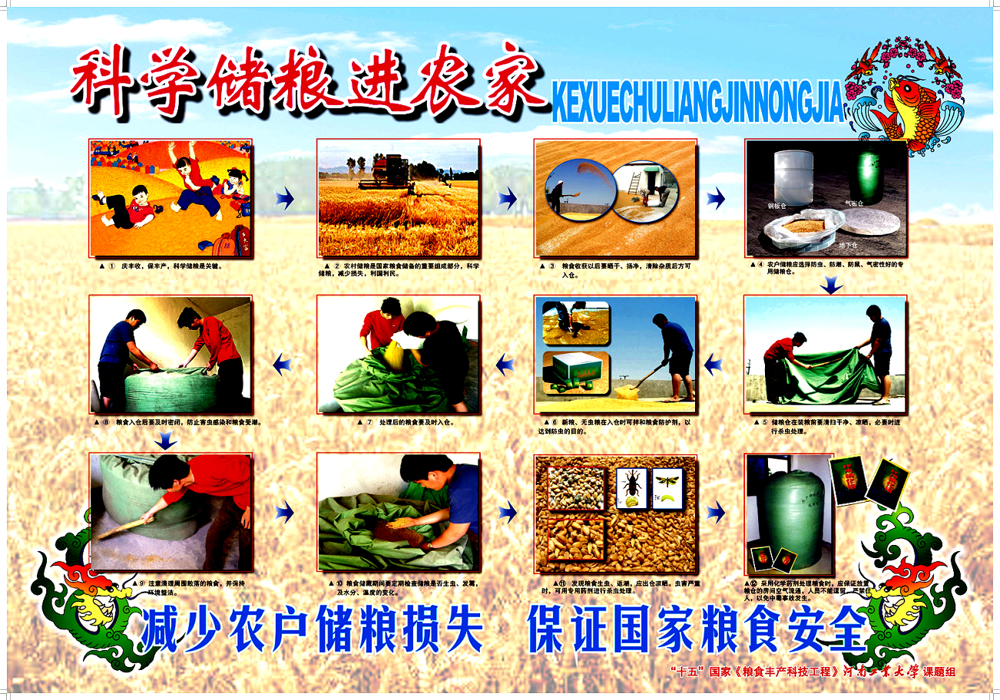 科学储粮进农家
KEXUECHULIANGJINNONGJIA
钢板仓
气密仓
地下仓
▲ ① 庆丰收，保丰产，科学储粮是关键。
▲ ② 农村储粮是国家粮食储备的重要组成部分，科学
储粮，减少损失，利国利民。
▲ ③ 粮食收获以后要晒干、扬净，清除杂质后方可
入仓。
▲ ④ 农户储粮应选择防虫、防潮、防鼠、气密性好的专
用储粮仓。
▲ ⑧ 粮食入仓后要及时密闭，防止害虫感染和粮食受潮。
▲ ⑦ 处理后的粮食要及时入仓。
▲ ⑥ 新粮、无虫粮在入仓时可拌和粮食防护剂，以
达到防虫的目的。
▲ ⑤ 储粮仓在装粮前要清扫干净、凉晒，必要时进
行杀虫处理。
▲ ⑨ 注意清理周围散落的粮食，并保持
环境整洁。
▲ ⑩ 粮食储藏期间要定期检查储粮是否生虫、发霉，
及水分、温度的变化。
▲⑪ 发现粮食生虫、返潮，应出仓凉晒。虫害严重
时，可用专用药剂进行杀虫处理。
▲⑫ 采用化学药剂处理粮食时，应保证放置
粮仓的房间空气流通，人员不能逗留，严禁住
人，以免中毒事故发生。
减少农户储粮损失 保证国家粮食安全
“十五”国家《粮食丰产科技工程》河南工业大学 课题组